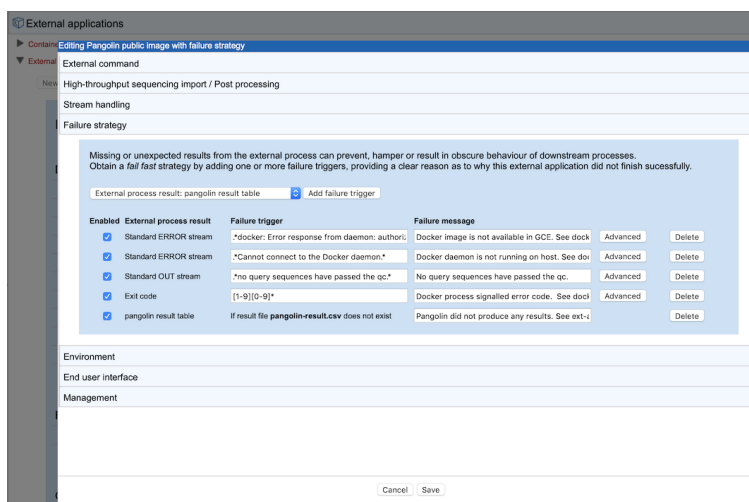 External applications
Containe
External
New
Editing Pangolin public image with failure strategy
External command
High-throughput sequencing import / Post processing
Stream handling
Failure strategy
Missing or unexpected results from the external process can prevent, hamper or result in obscure behaviour of downstream processes.
Obtain a fail fast strategy by adding one or more failure triggers, providing a clear reason as to why this external application did not finish sucessfully.
External process result: pangolin result table Add failure trigger
Enabled External process result Failure trigger Failure message
Standard ERROR stream .*docker: Error response from daemon: authori: Docker image is not available in GCE. See dock Advanced Delete
Standard ERROR stream .*Cannot connect to the Docker daemon.* Docker daemon is not running on host. See doc Advanced Delete
Standard OUT stream .*no query sequences have passed the qc.* No query sequences have passed the qc. Advanced Delete
Exit code [1-9][0-9]* Docker process signalled error code. See dock Advanced Delete
pangolin result table If result file pangolin-result.csv does not exist Pangolin did not produce any results. See ext-a Delete
Environment
End user interface
Management
Cancel Save